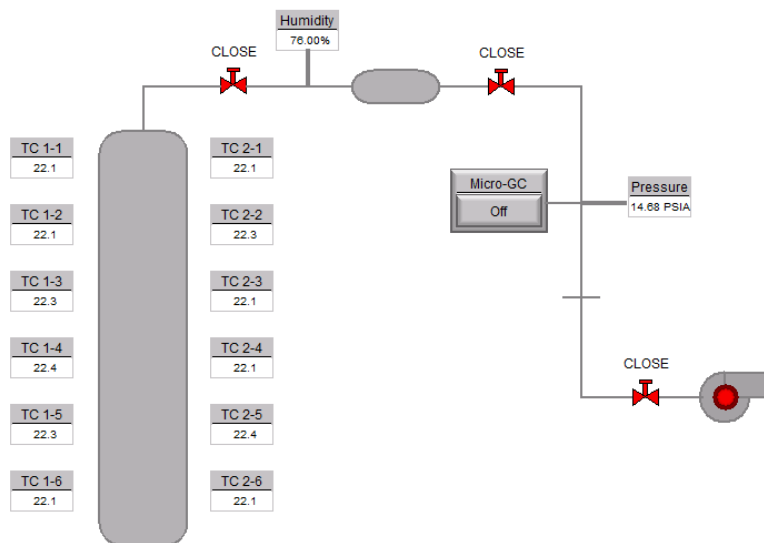 Humidity
76.00%
CLOSE
CLOSE
TC 1-1
22.1
TC 2-1
22.1
Micro-GC
Off
Pressure
14.68 PSIA
TC 1-2
22.1
TC 2-2
22.3
TC 1-3
22.3
TC 2-3
22.1
TC 1-4
22.4
TC 2-4
22.1
CLOSE
TC 1-5
22.3
TC 2-5
22.4
TC 1-6
22.1
TC 2-6
22.1